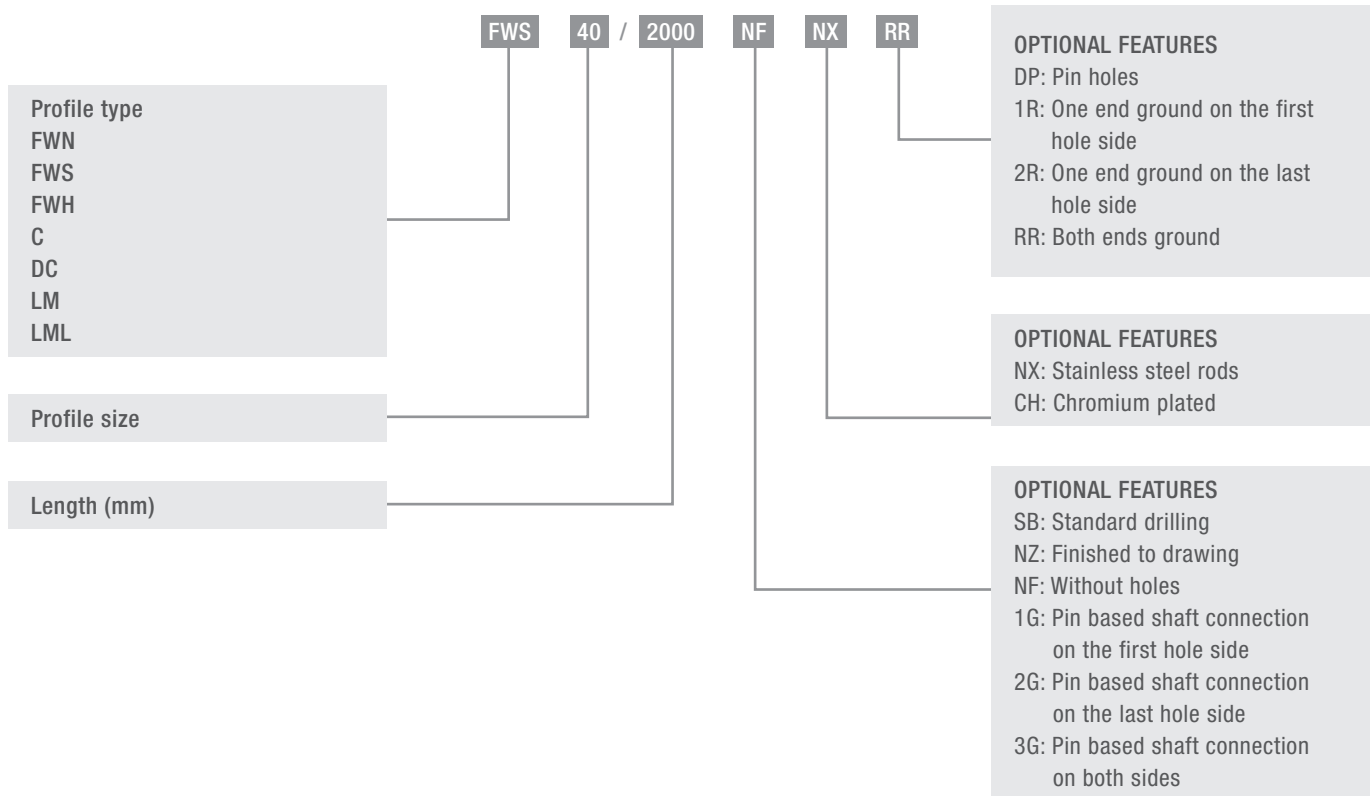 FWS 40 / 2000 NF NX RR
Profile type
FWN
FWS
FWH
C
DC
LM
LML
Profile size
Length (mm)
OPTIONAL FEATURES
DP: Pin holes
1R: One end ground on the first
hole side
2R: One end ground on the last
hole side
RR: Both ends ground
OPTIONAL FEATURES
NX: Stainless steel rods
CH: Chromium plated
OPTIONAL FEATURES
SB: Standard drilling
NZ: Finished to drawing
NF: Without holes
1G: Pin based shaft connection
on the first hole side
2G: Pin based shaft connection
on the last hole side
3G: Pin based shaft connection
on both sides